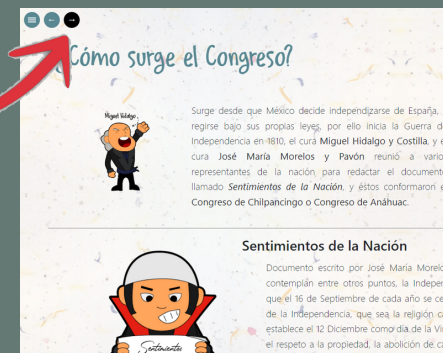 ¿Cómo surge el Congreso?
Miguel Hidalgo
Surge desde que México decide independizarse de España,
regirse bajo sus propias leyes, por ello inicia la Guerra de
Independencia en 1810, el cura Miguel Hidalgo y Costilla, y e
cura José María Morelos y Pavón reunió a vario
representantes de la nación para redactar el document
llamado Sentimientos de la Nación, y éstos conformaron e
Congreso de Chilpancingo o Congreso de Anáhuac.
Sentimientos de la Nación
Documento escrito por José María Morelo
contemplan entre otros puntos, la Indepen
que el 16 de Septiembre de cada año se ce
de la Independencia, que sea la religión ca
establece el 12 Diciembre como día de la Vi
el respeto a la propiedad, la abolición de c
Sentimientos